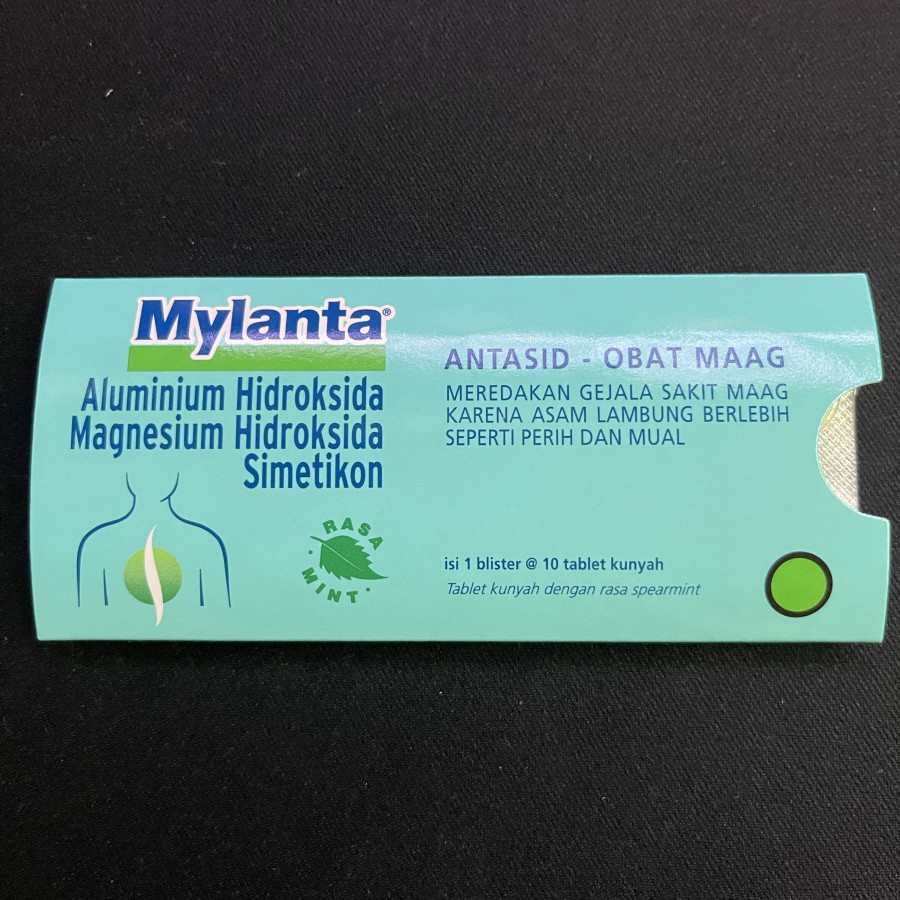 Mylanta®
Aluminium Hidroksida
Magnesium Hidroksida
Simetikon
RASA
MINT
ANTASID - OBAT MAAG
MEREDAKAN GEJALA SAKIT MAAG
KARENA ASAM LAMBUNG BERLEBIH
SEPERTI PERIH DAN MUAL
isi 1 blister @ 10 tablet kunyah
Tablet kunyah dengan rasa spearmint